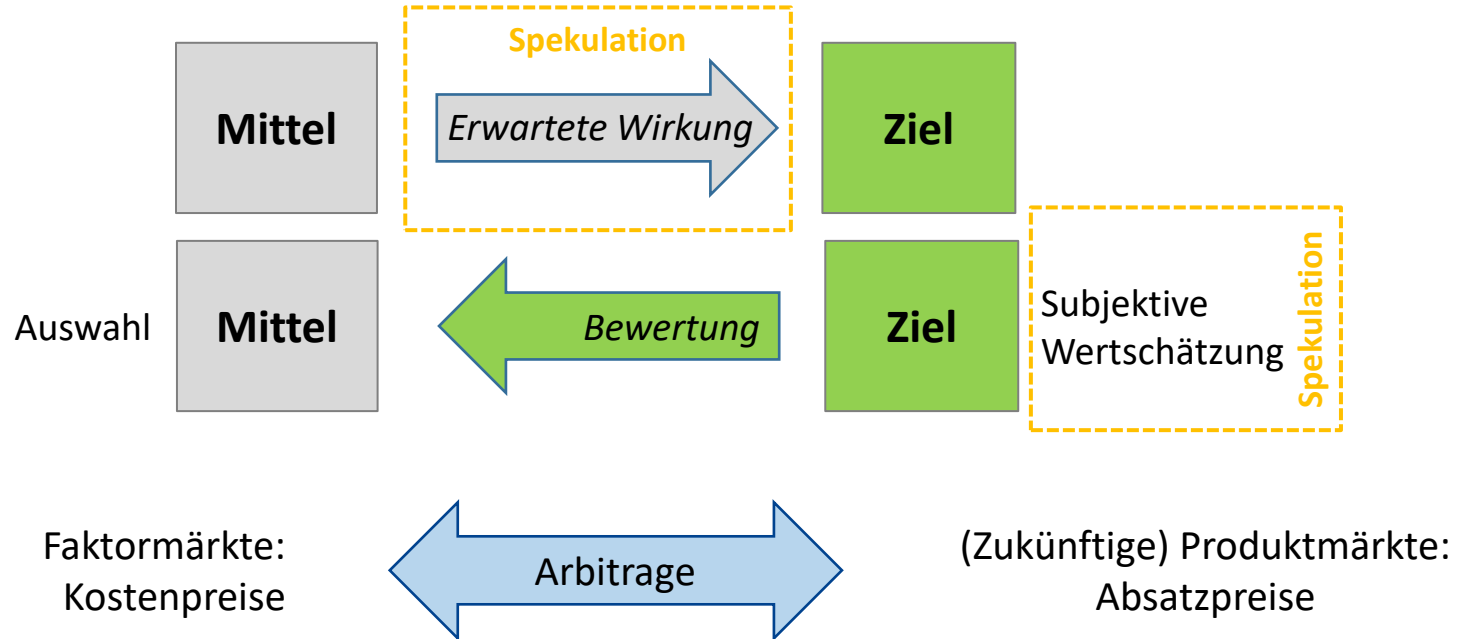 Spekulation
Mittel
Erwartete Wirkung
Ziel
Auswahl
Mittel
Bewertung
Ziel
Subjektive
Wertschätzung
Spekulation
Faktormärkte:
Kostenpreise
Arbitrage
(Zukünftige) Produktmärkte:
Absatzpreise